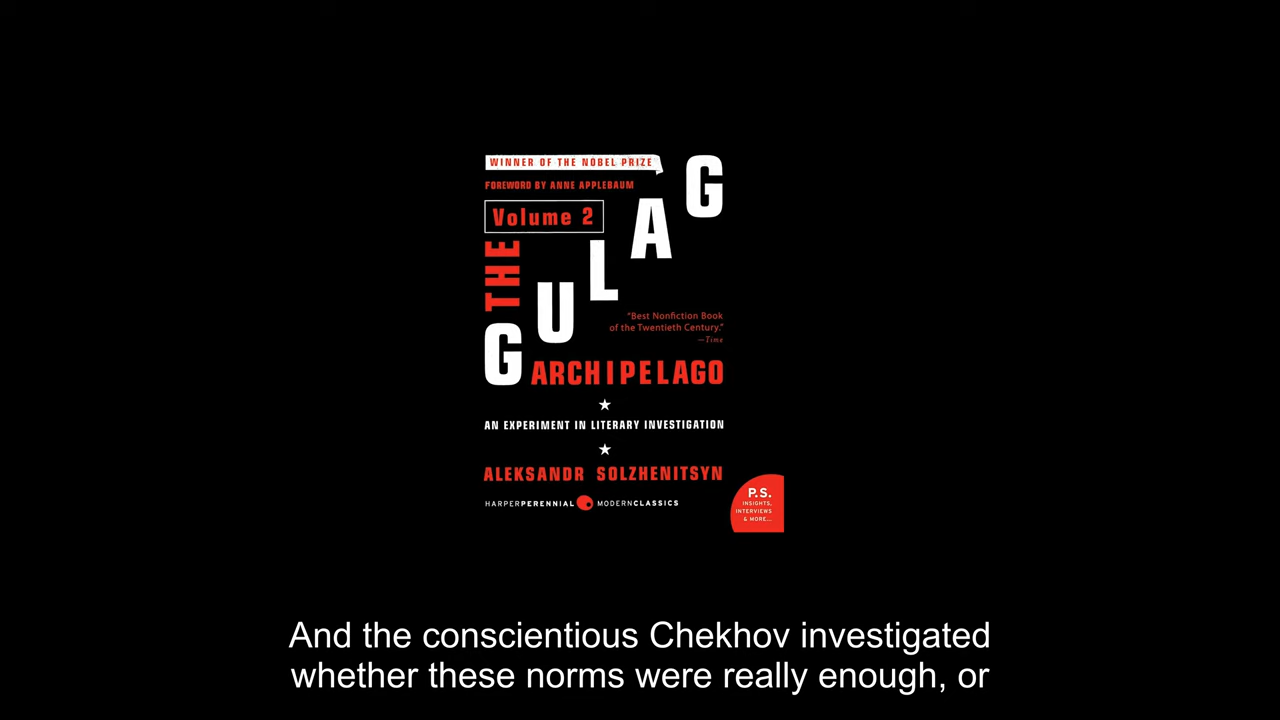 WINNER OF THE NOBEL PRIZE
FOREWORD BY ANNE APPLEBAUM
Volume 2
THE
GULAG
"Best Nonfiction Book
of the Twentieth Century."
—Time
ARCHIPELAGO
AN EXPERIMENT IN LITERARY INVESTIGATION
ALEKSANDR SOLZHENITSYN
HARPERPERENNIAL MODERNCLASSICS
P.S.
INSIGHTS,
INTERVIEWS
& MORE...
And the conscientious Chekhov investigated
whether these norms were really enough, or